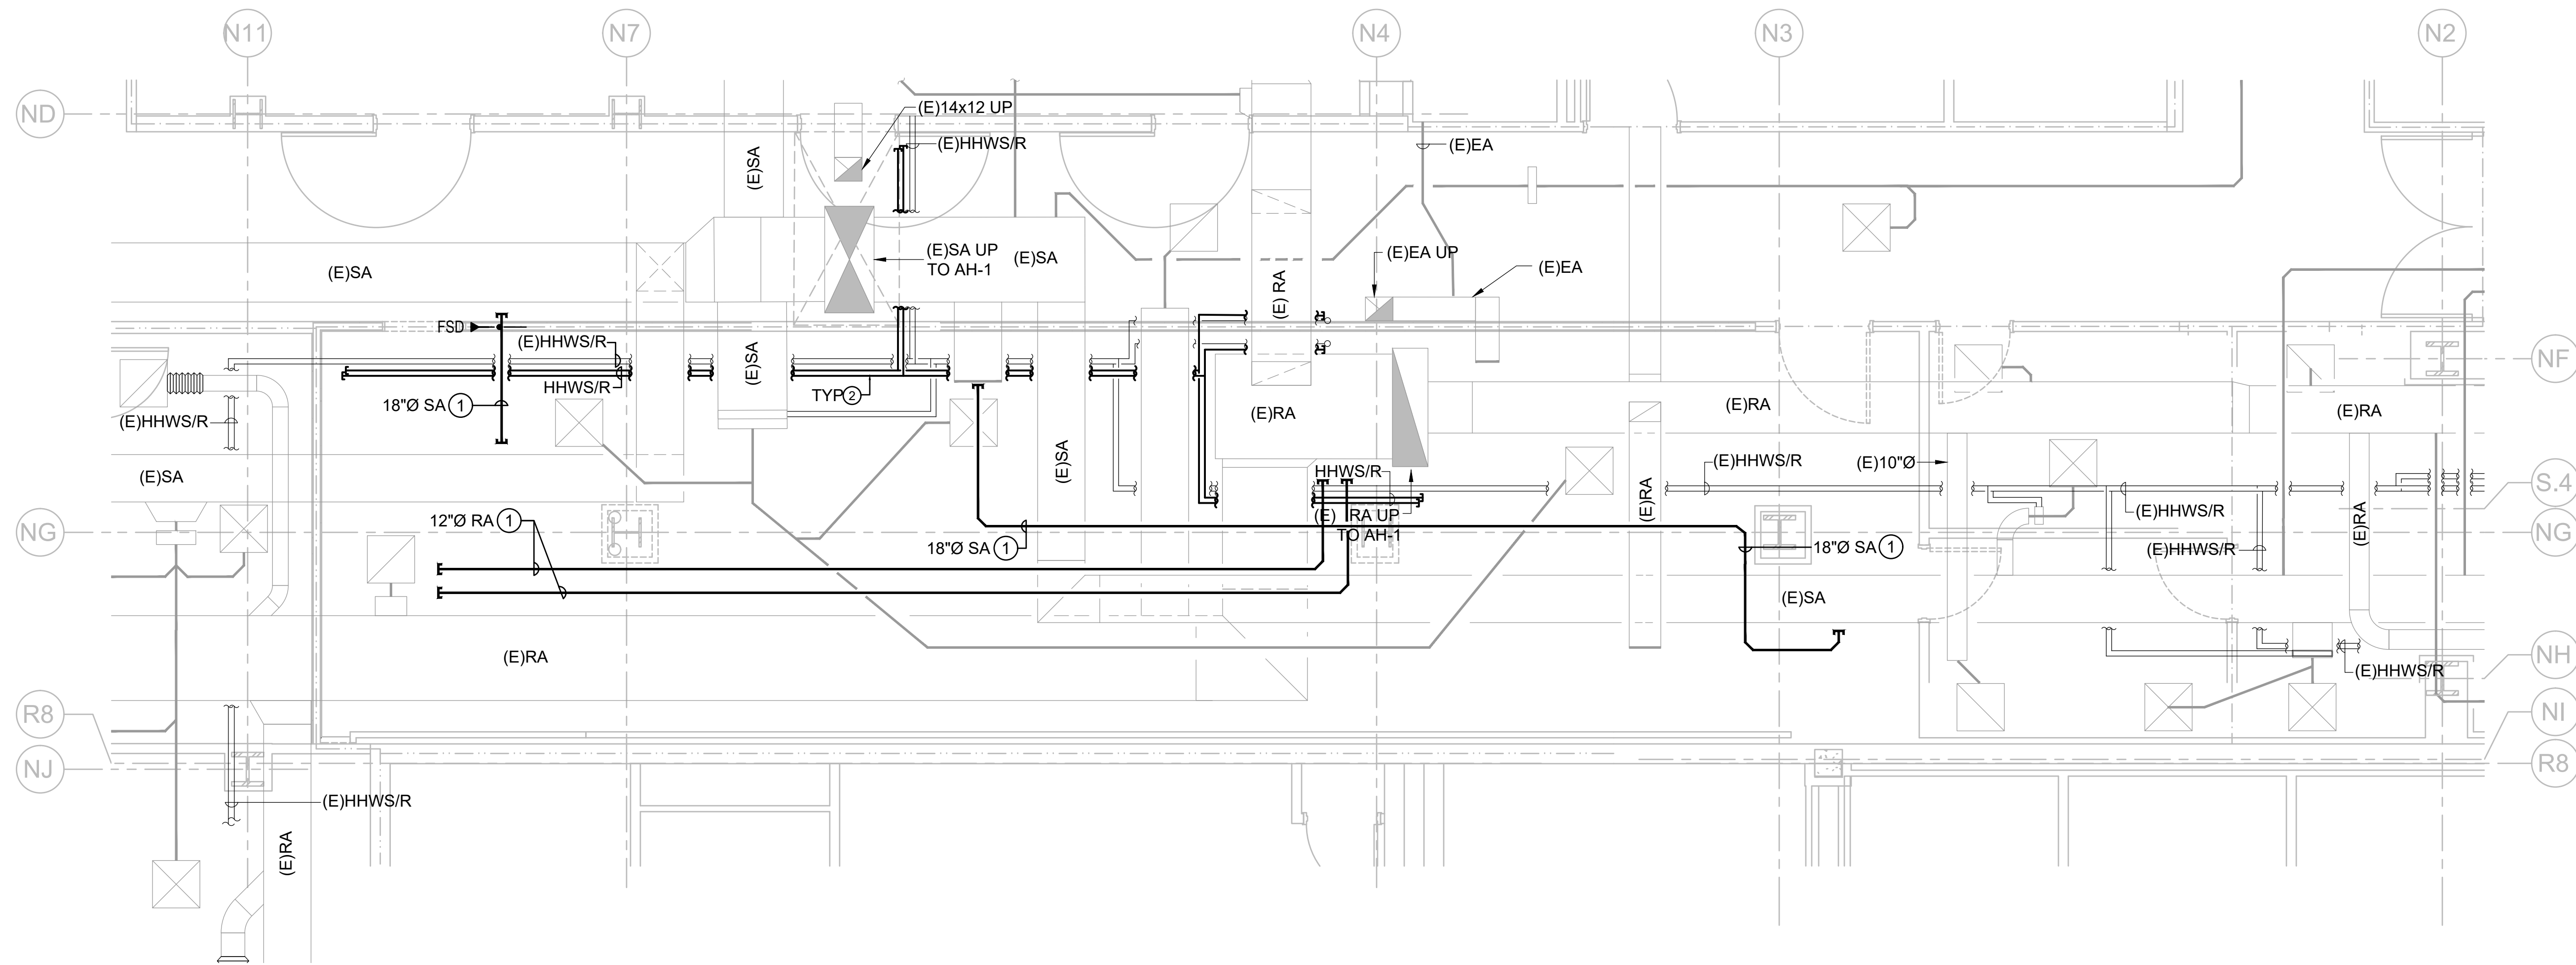 N11
N7
N4
N3
N2
ND
(E)14x12 UP
(E)HHWS/R
(E)EA
(E)SA
(E)SA
(E)SA UP
TO AH-1
(E)SA
(E) RA
(E)EA UP
(E)EA
FSD
(E)HHWS/R
HHWS/R
(E)SA
TYP 2
18"Ø SA 1
(E)HHWS/R
(E)RA
(E)RA
(E)RA
NF
(E)SA
(E)SA
HHWS/R
(E)HHWS/R
(E)10"Ø
S.4
(E)RA
(E)HHWS/R
(E)RA
NG
12"Ø RA 1
(E) RA UP
TO AH-1
18"Ø SA 1
18"Ø SA 1
(E)HHWS/R
NG
(E)SA
(E)RA
(E)HHWS/R
NH
R8
NI
NJ
R8
(E)HHWS/R
(E)RA